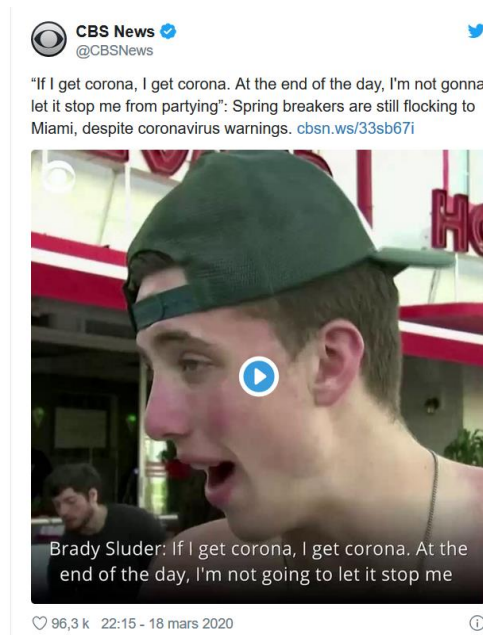 CBS News
@CBSNews
“If I get corona, I get corona. At the end of the day, I'm not gonna
let it stop me from partying”: Spring breakers are still flocking to
Miami, despite coronavirus warnings. cbsn.ws/33sb67i
Brady Sluder: If I get corona, I get corona. At the
end of the day, I'm not going to let it stop me
96,3 k 22:15 - 18 mars 2020